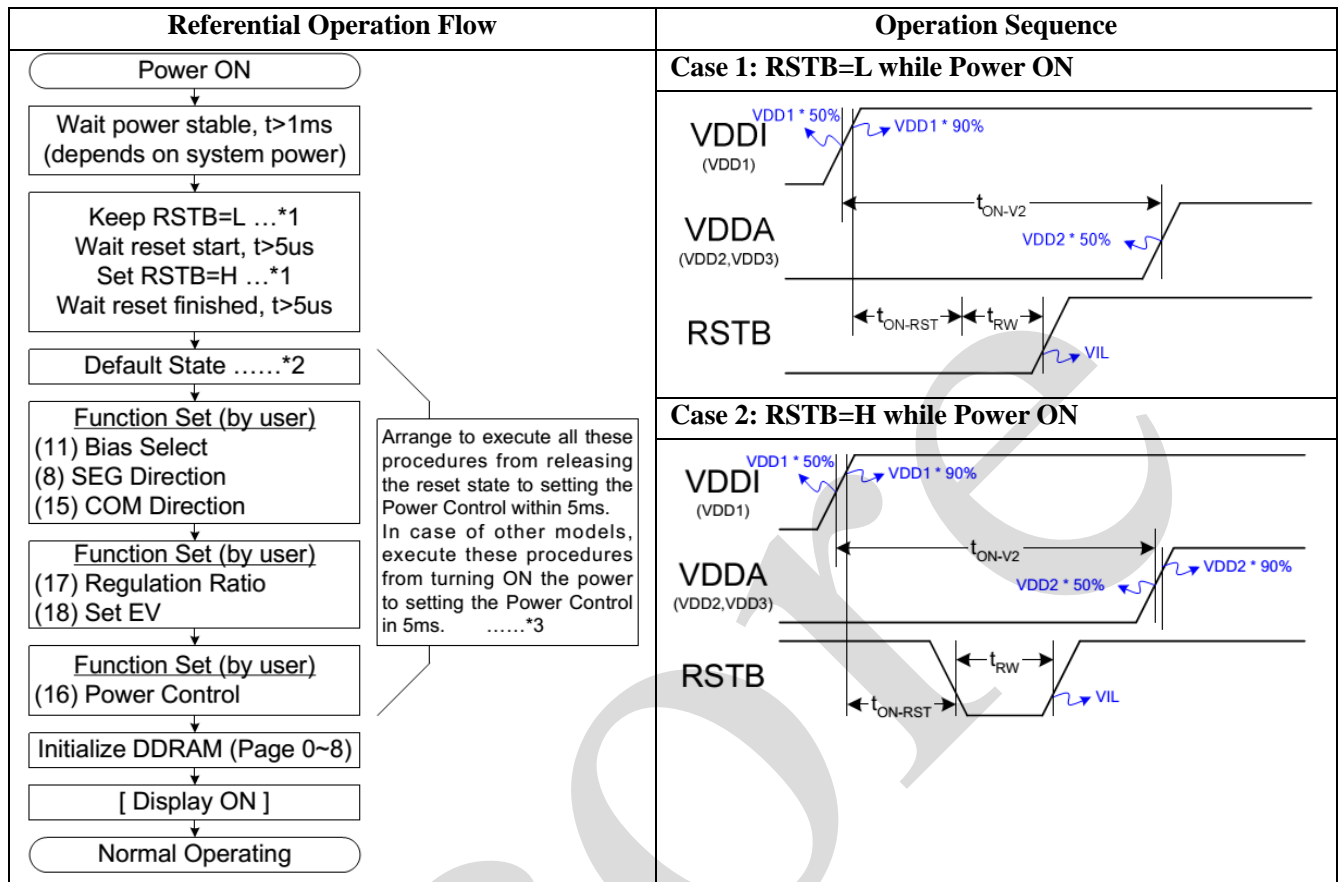 Referential Operation Flow
Power ON
Wait power stable, t>1ms
(depends on system power)
Keep RSTB=L …*1
Wait reset start, t>5us
Set RSTB=H …*1
Wait reset finished, t>5us
Default State ……*2
Function Set (by user)
(11) Bias Select
(8) SEG Direction
(15) COM Direction
Function Set (by user)
(17) Regulation Ratio
(18) Set EV
Function Set (by user)
(16) Power Control
Initialize DDRAM (Page 0~8)
[ Display ON ]
Normal Operating
Arrange to execute all these
procedures from releasing
the reset state to setting the
Power Control within 5ms.
In case of other models,
execute these procedures
from turning ON the power
to setting the Power Control
in 5ms. ……*3
Operation Sequence
Case 1: RSTB=L while Power ON
VDD1 * 50%
VDD1 * 90%
VDDI
(VDD1)
tON-V2
VDDA
(VDD2,VDD3)
VDD2 * 50%
tON-RST
tRW
RSTB
VIL
Case 2: RSTB=H while Power ON
VDD1 * 50%
VDD1 * 90%
VDDI
(VDD1)
tON-V2
VDDA
(VDD2,VDD3)
VDD2 * 50%
VDD2 * 90%
RSTB
tRW
tON-RST
VIL